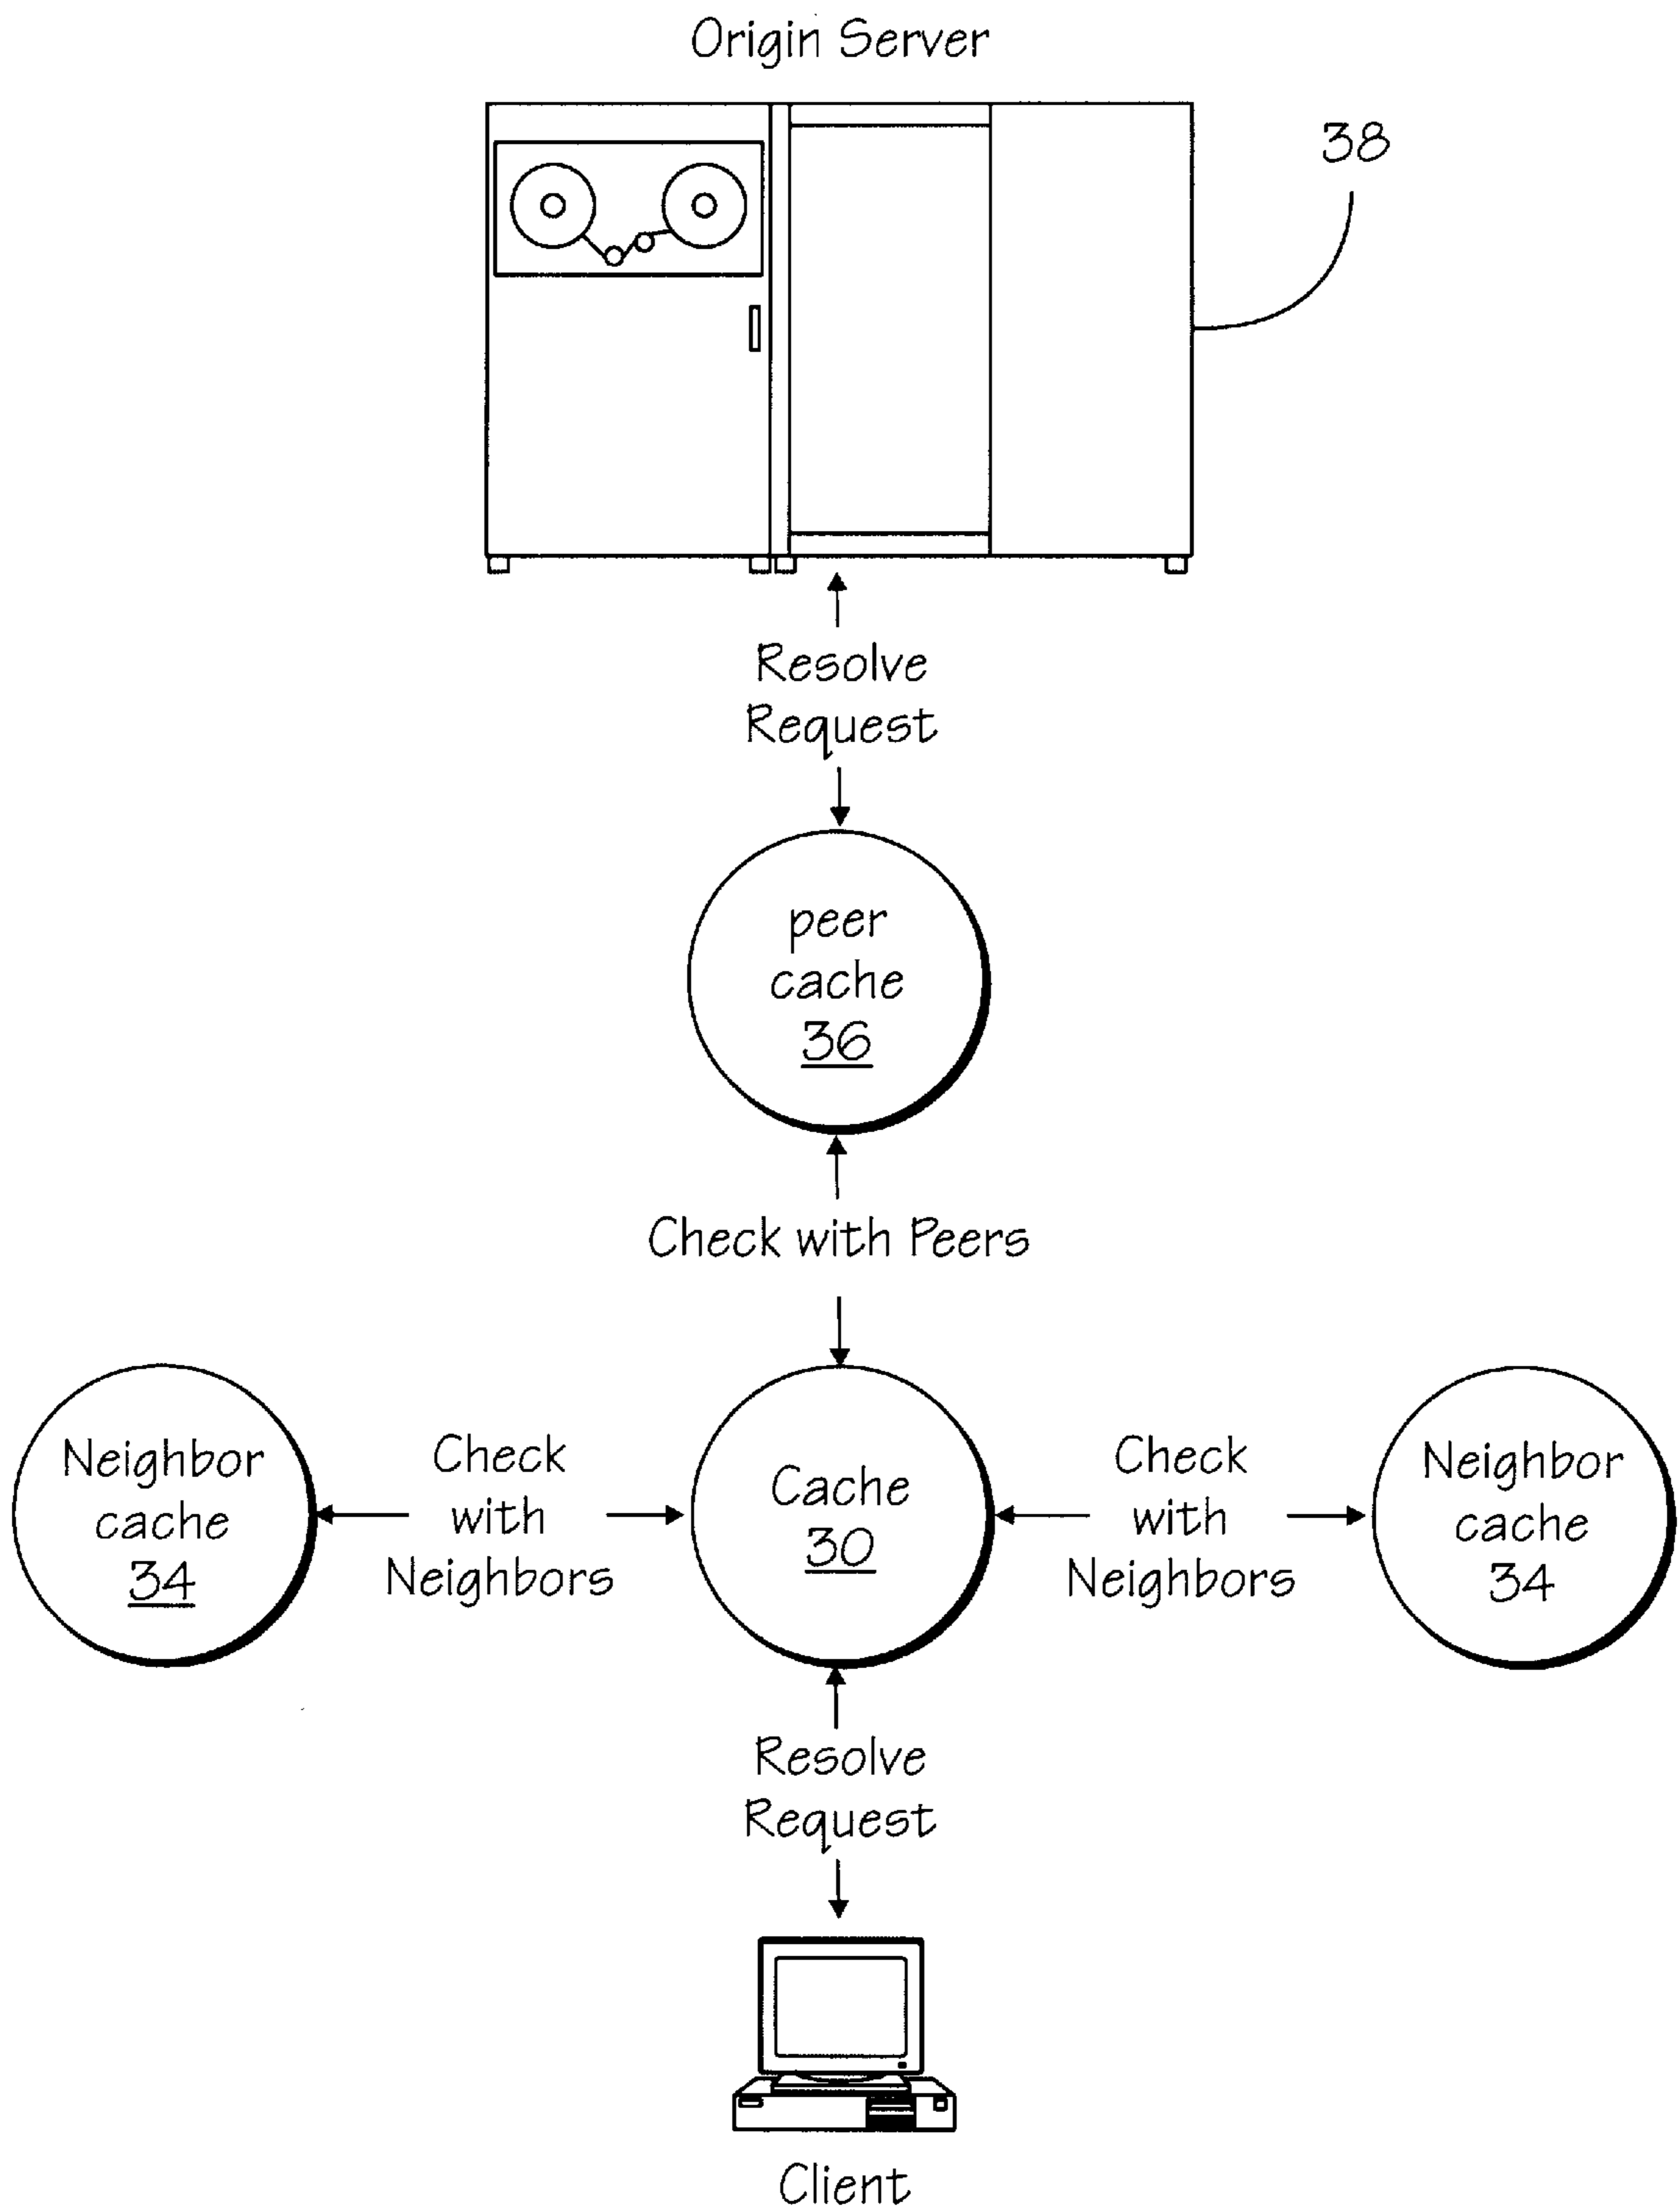 Origin Server
38
Resolve
Request
peer
cache
36
Check with Peers
Neighbor
cache
34
Check
with
Neighbors
Cache
30
Check
with
Neighbors
Neighbor
cache
34
Resolve
Request
Client